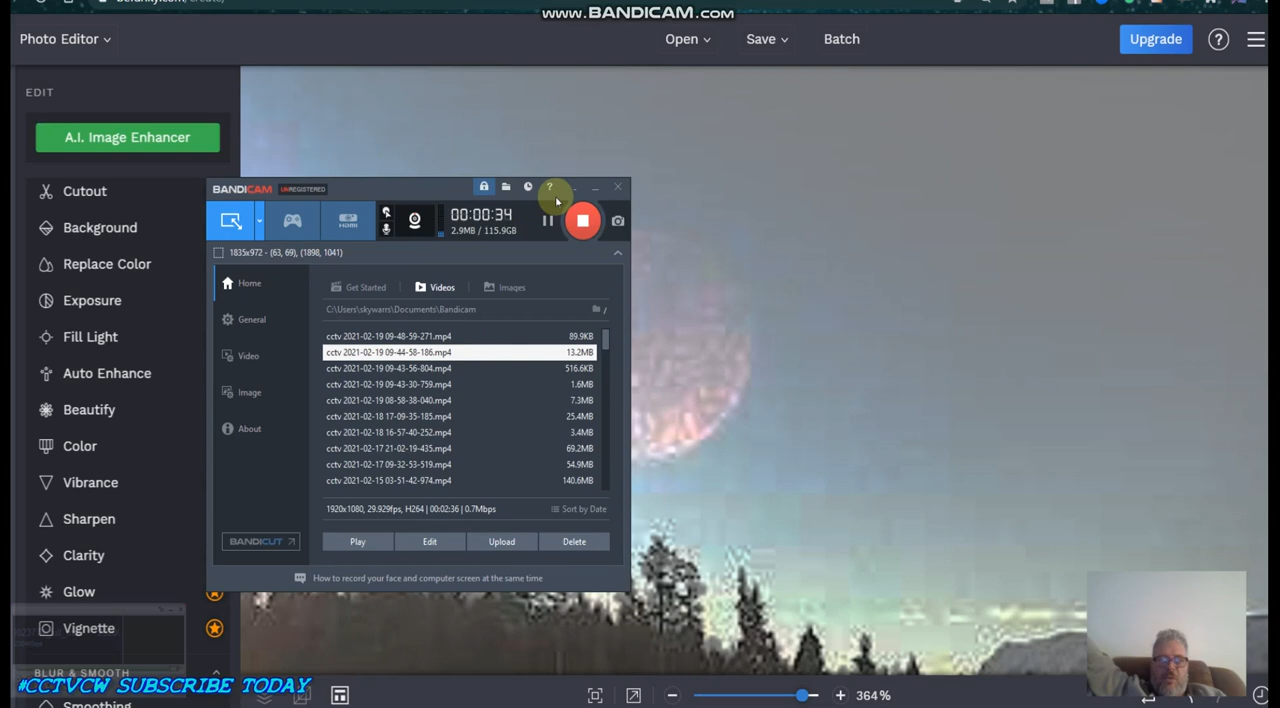 www.BANDICAM.com
Photo Editor
Open
Save
Batch
Upgrade
?
EDIT
A.I. Image Enhancer
Cutout
Background
Replace Color
Exposure
Fill Light
Auto Enhance
Beautify
Color
Vibrance
Sharpen
Clarity
Glow
Vignette
BLUR & SMOOTH
Smoothing
BANDICAM UNREGISTERED
?
HDMI
00:00:34
2.9MB / 115.9GB
1835x972 - (63, 69), (1898, 1041)
Home
General
Video
Image
About
BANDICUT
Get Started
Videos
Images
C:\Users\skywarrs\Documents\Bandicam
cctv 2021-02-19 09-48-59-271.mp4 89.9KB
cctv 2021-02-19 09-44-58-186.mp4 13.2MB
cctv 2021-02-19 09-43-56-804.mp4 516.6KB
cctv 2021-02-19 09-43-30-759.mp4 1.6MB
cctv 2021-02-19 08-58-38-040.mp4 7.3MB
cctv 2021-02-18 17-09-35-185.mp4 25.4MB
cctv 2021-02-18 16-57-40-252.mp4 3.4MB
cctv 2021-02-17 21-02-19-435.mp4 69.2MB
cctv 2021-02-17 09-32-53-519.mp4 54.9MB
cctv 2021-02-15 03-51-42-974.mp4 140.6MB
1920x1080, 29.929fps, H264 | 00:02:36 | 0.7Mbps
Sort by Date
Play
Edit
Upload
Delete
How to record your face and computer screen at the same time
#CCTVCW SUBSCRIBE TODAY
364 %